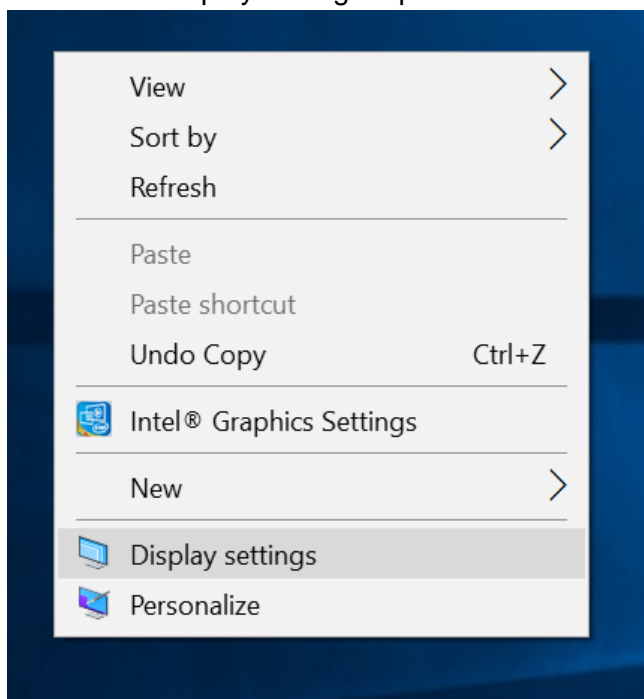 View
Sort by
Refresh
Paste
Paste shortcut
Undo Copy Ctrl+Z
Intel® Graphics Settings
New
Display settings
Personalize